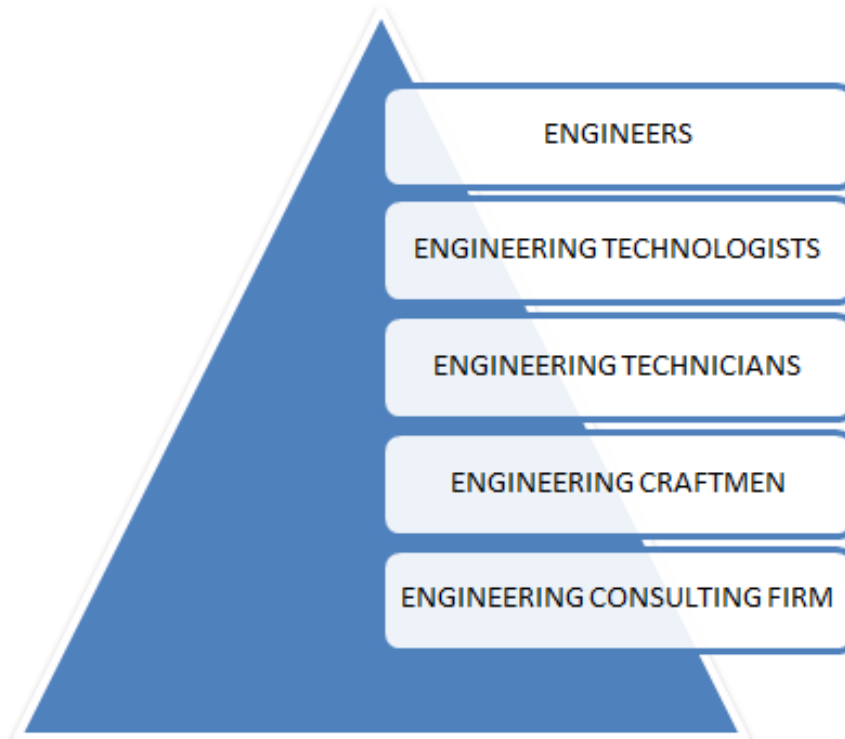 ENGINEERS
ENGINEERING TECHNOLOGISTS
ENGINEERING TECHNICIANS
ENGINEERING CRAFTMEN
ENGINEERING CONSULTING FIRM